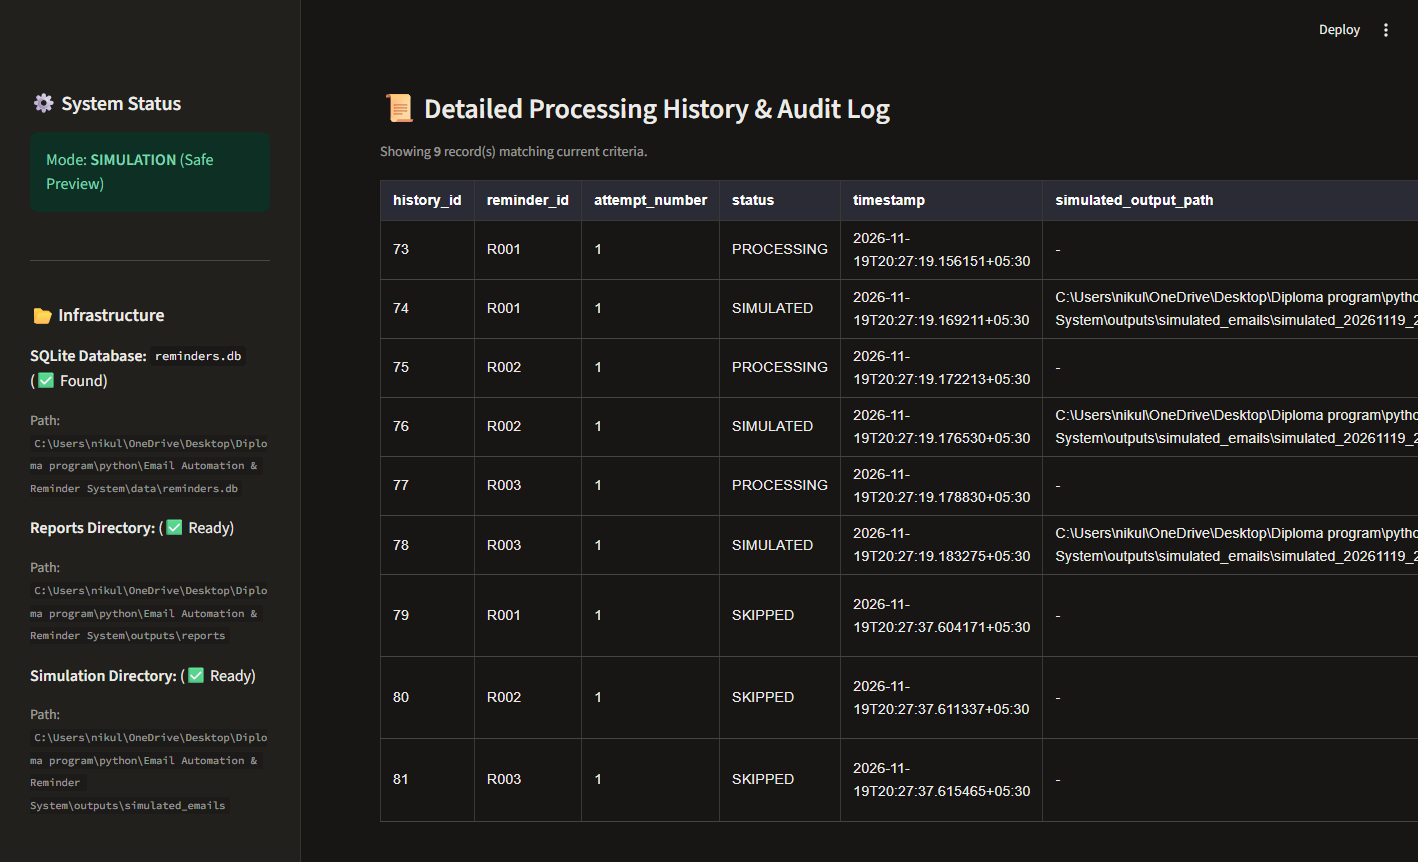 Deploy
System Status
Mode: SIMULATION (Safe
Preview)
Infrastructure
SQLite Database: reminders.db
(✅ Found)
Path:
C:\Users\nikul\OneDrive\Desktop\Diplo
ma program\python\Email Automation &
Reminder System\data\reminders.db
Reports Directory: (✅ Ready)
Path:
C:\Users\nikul\OneDrive\Desktop\Diplo
ma program\python\Email Automation &
Reminder System\outputs\reports
Simulation Directory: (✅ Ready)
Path:
C:\Users\nikul\OneDrive\Desktop\Diplo
ma program\python\Email Automation &
Reminder
System\outputs\simulated_emails
Detailed Processing History & Audit Log
Showing 9 record(s) matching current criteria.
history_id reminder_id attempt_number status timestamp simulated_output_path
73 R001 1 PROCESSING 2026-11-
19T20:27:19.156151+05:30 -
74 R001 1 SIMULATED 2026-11-
19T20:27:19.169211+05:30 C:\Users\nikul\OneDrive\Desktop\Diploma program\pytho
System\outputs\simulated_emails\simulated_20261119_2
75 R002 1 PROCESSING 2026-11-
19T20:27:19.172213+05:30 -
76 R002 1 SIMULATED 2026-11-
19T20:27:19.176530+05:30 C:\Users\nikul\OneDrive\Desktop\Diploma program\pytho
System\outputs\simulated_emails\simulated_20261119_2
77 R003 1 PROCESSING 2026-11-
19T20:27:19.178830+05:30 -
78 R003 1 SIMULATED 2026-11-
19T20:27:19.183275+05:30 C:\Users\nikul\OneDrive\Desktop\Diploma program\pytho
System\outputs\simulated_emails\simulated_20261119_2
79 R001 1 SKIPPED 2026-11-
19T20:27:37.604171+05:30 -
80 R002 1 SKIPPED 2026-11-
19T20:27:37.611337+05:30 -
81 R003 1 SKIPPED 2026-11-
19T20:27:37.615465+05:30 -